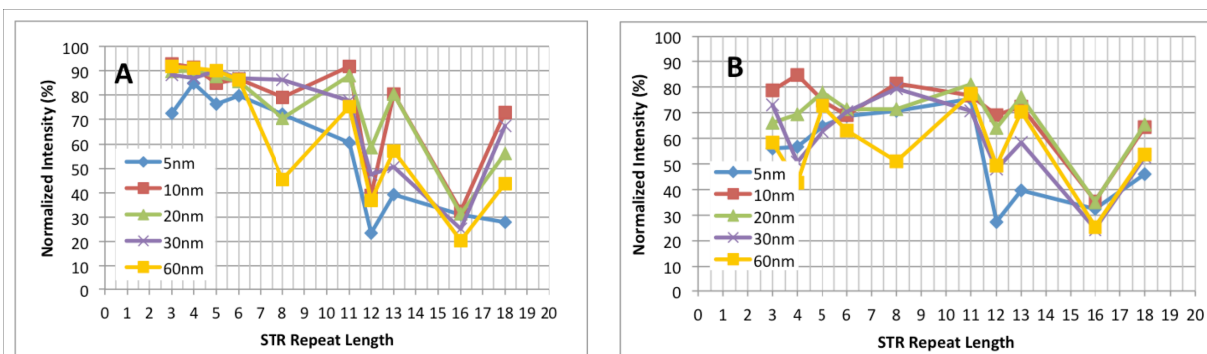 A
Normalized Intensity (%)
100
90
80
70
60
50
40
30
20
10
0
5nm
10nm
20nm
30nm
60nm
0 1 2 3 4 5 6 7 8 9 10 11 12 13 14 15 16 17 18 19 20
STR Repeat Length
B
Normalized Intensity (%)
100
90
80
70
60
50
40
30
20
10
0
5nm
10nm
20nm
30nm
60nm
0 1 2 3 4 5 6 7 8 9 10 11 12 13 14 15 16 17 18 19 20
STR Repeat Length